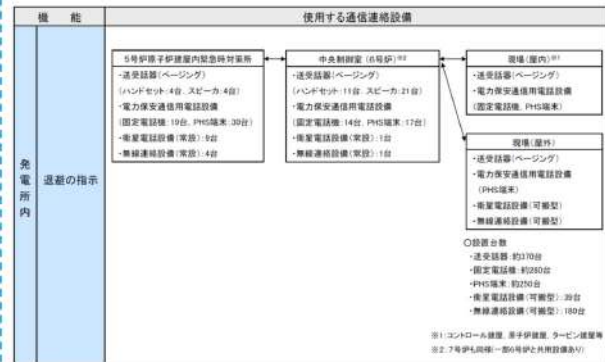 機　能
使用する通信連絡設備
発電所内
退避の指示
5号炉原子炉建屋内緊急時対策所
・送受話器(ページング)
(ハンドセット:4台、スピーカ:4台)
・電力保安通信用電話設備
(固定電話機:19台、PHS端末:30台)
・衛星電話設備(常設):9台
・無線連絡設備(常設):4台
中央制御室(6号炉)※2
・送受話器(ページング)
(ハンドセット:11台、スピーカ:21台)
・電力保安通信用電話設備
(固定電話機:14台、PHS端末:17台)
・衛星電話設備(常設):1台
・無線連絡設備(常設):1台
現場(屋内)※1
・送受話器(ページング)
・電力保安通信用電話設備
(固定電話機、PHS端末)
現場(屋外)
・送受話器(ページング)
・電力保安通信用電話設備
(PHS端末)
・衛星電話設備(可搬型)
・無線連絡設備(可搬型)
○設置台数
・送受話器:約370台
・固定電話機:約280台
・PHS端末:約250台
・衛星電話設備(可搬型):39台
・無線連絡設備(可搬型):180台
※1:コントロール建屋、原子炉建屋、タービン建屋等
※2:7号炉も同様(一部6号炉と共用設備あり)